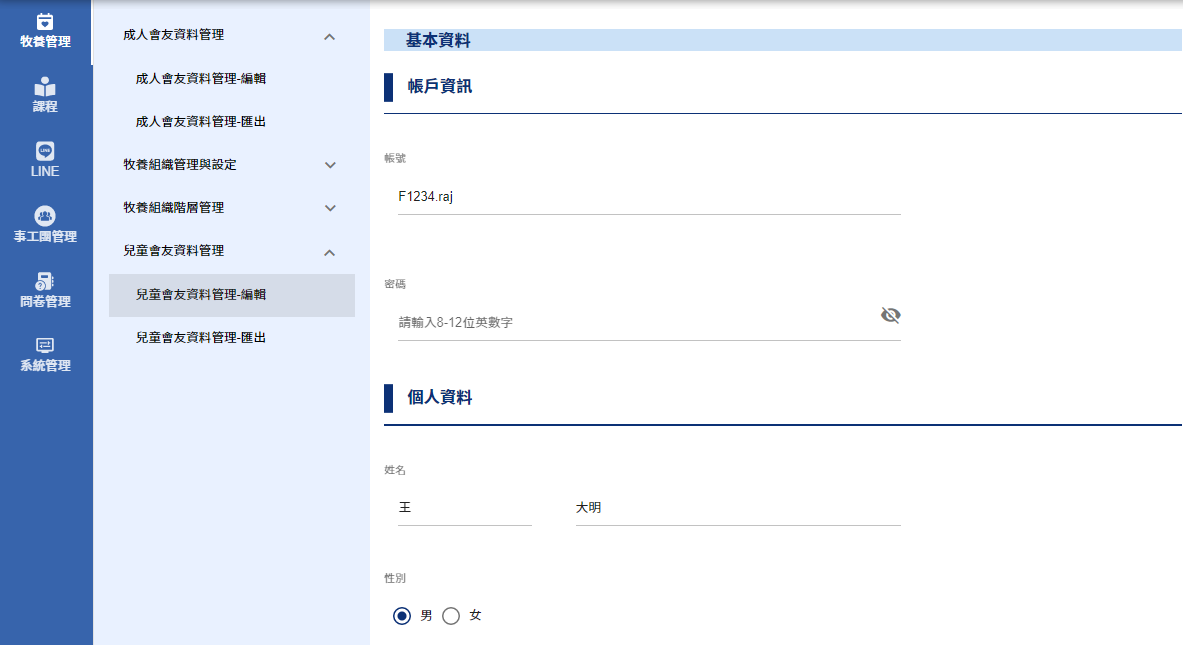 牧養管理
課程
LINE
LINE
事工團管理
問卷管理
系統管理
成人會友資料管理
成人會友資料管理-編輯
成人會友資料管理-匯出
牧養組織管理與設定
牧養組織階層管理
兒童會友資料管理
兒童會友資料管理-編輯
兒童會友資料管理-匯出
基本資料
帳戶資訊
帳號
F1234.raj
密碼
請輸入8-12位英數字
個人資料
姓名
王 大明
性別
男 女